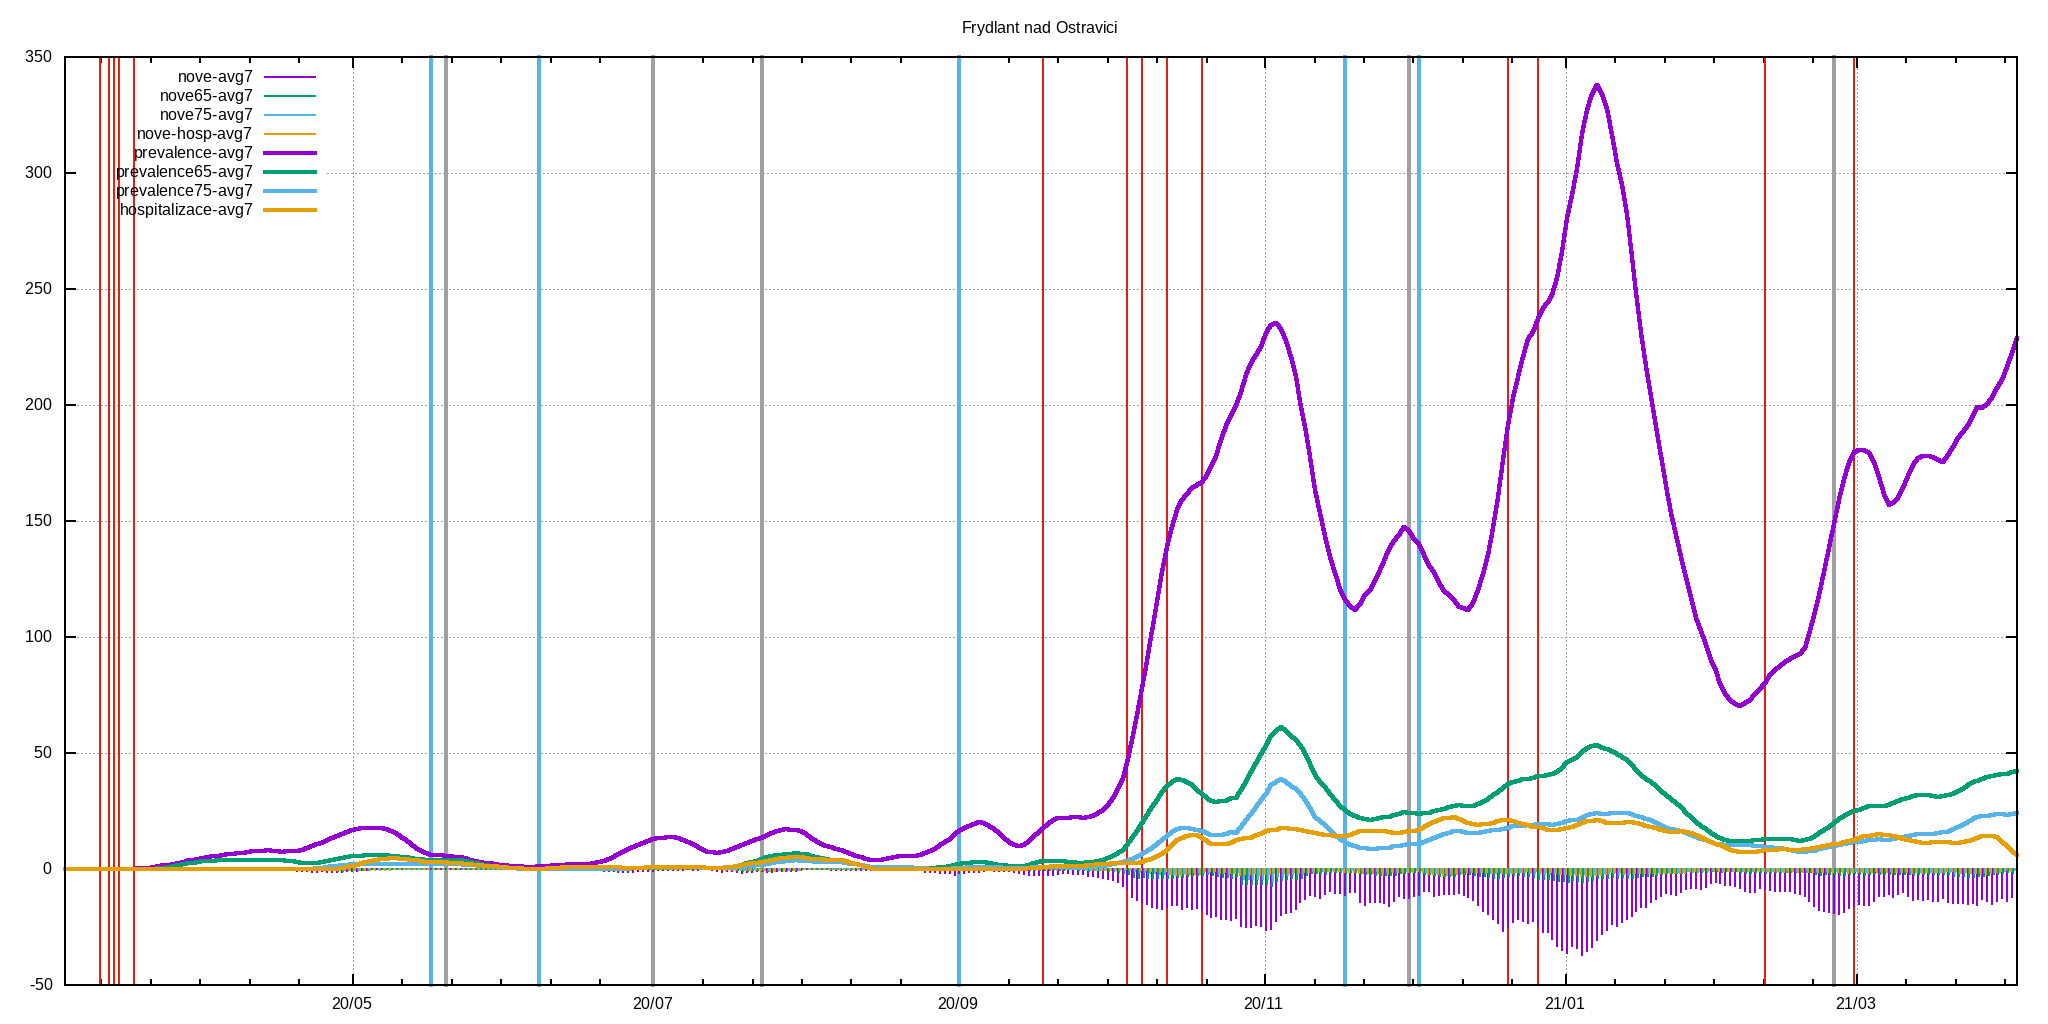 Frydlant nad Ostravici
350
300
250
200
150
100
50
0
-50
nove-avg7
nove65-avg7
nove75-avg7
nove-hosp-avg7
prevalence-avg7
prevalence65-avg7
prevalence75-avg7
hospitalizace-avg7
20/05
20/07
20/09
20/11
21/01
21/03